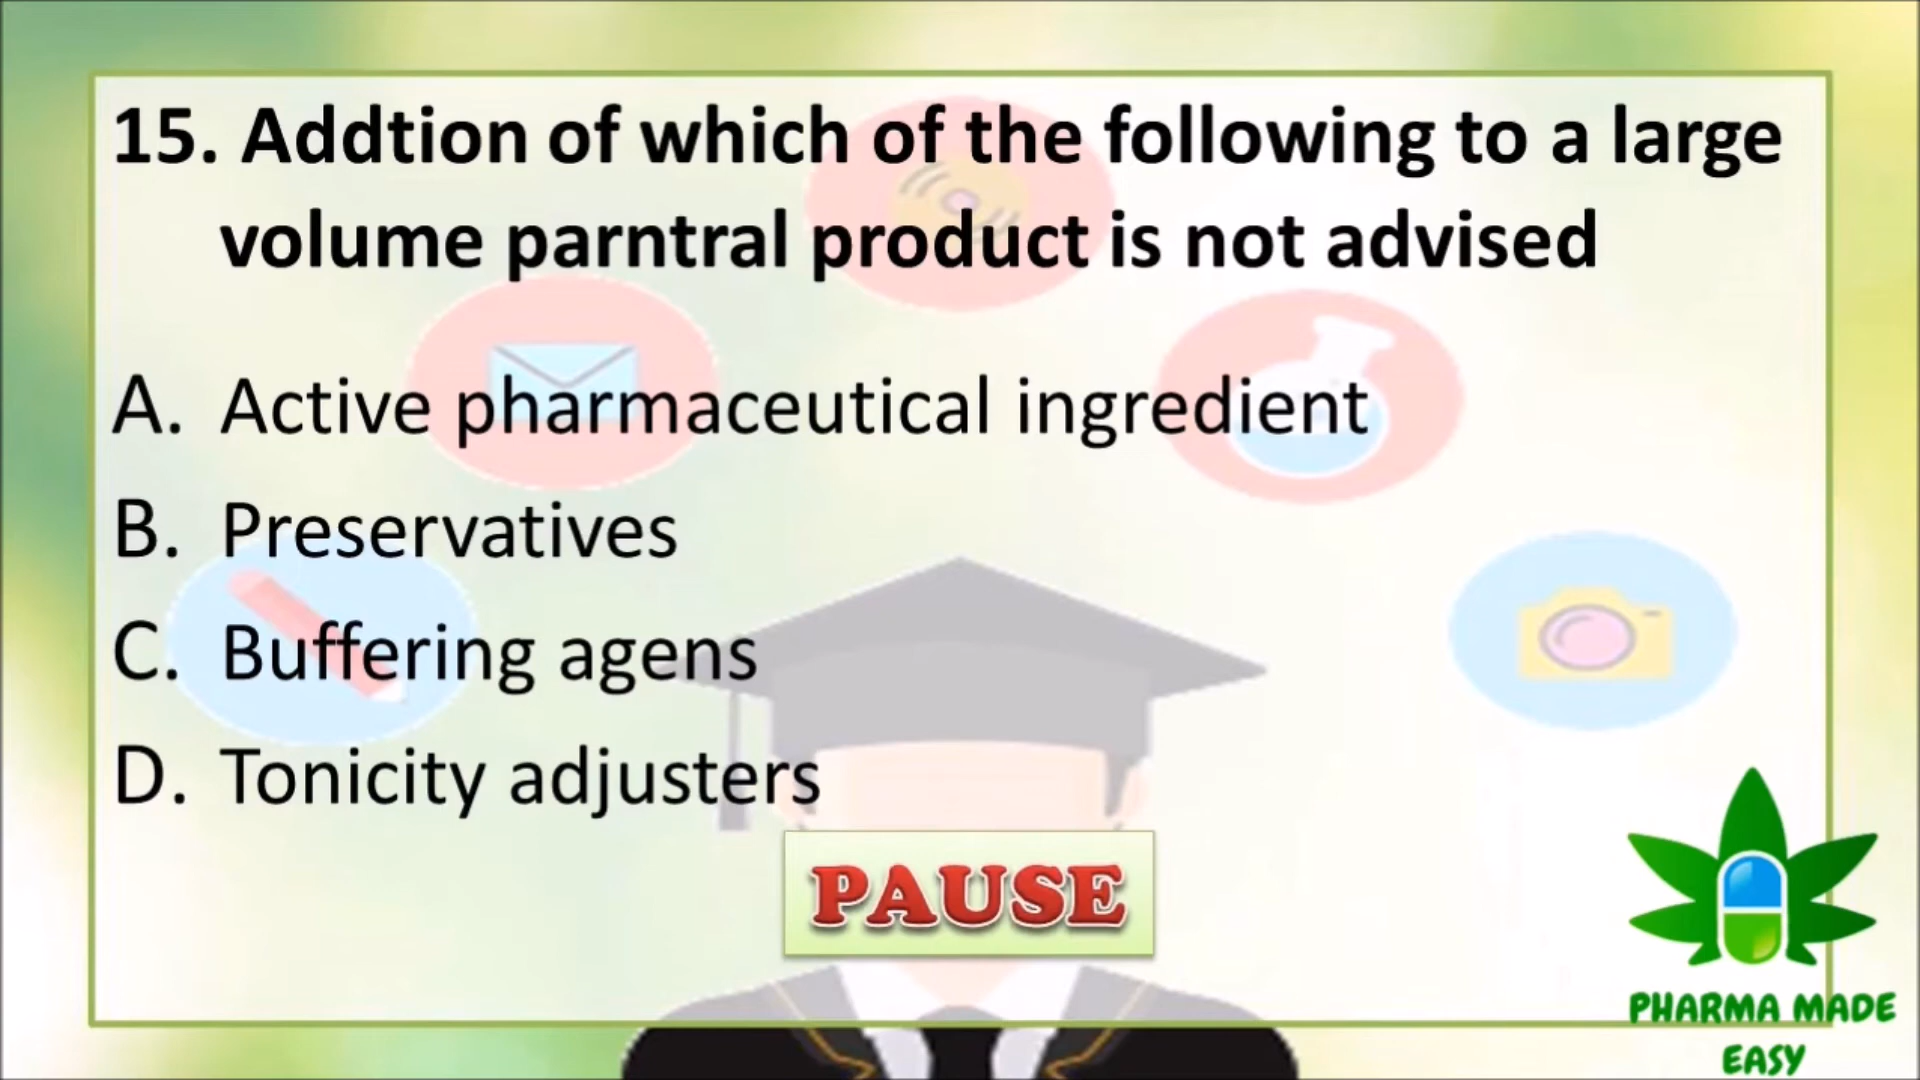 15. Addtion of which of the following to a large
volume parntral product is not advised
A. Active pharmaceutical ingredient
B. Preservatives
C. Buffering agens
D. Tonicity adjusters
PAUSE
PHARMA MADE
EASY